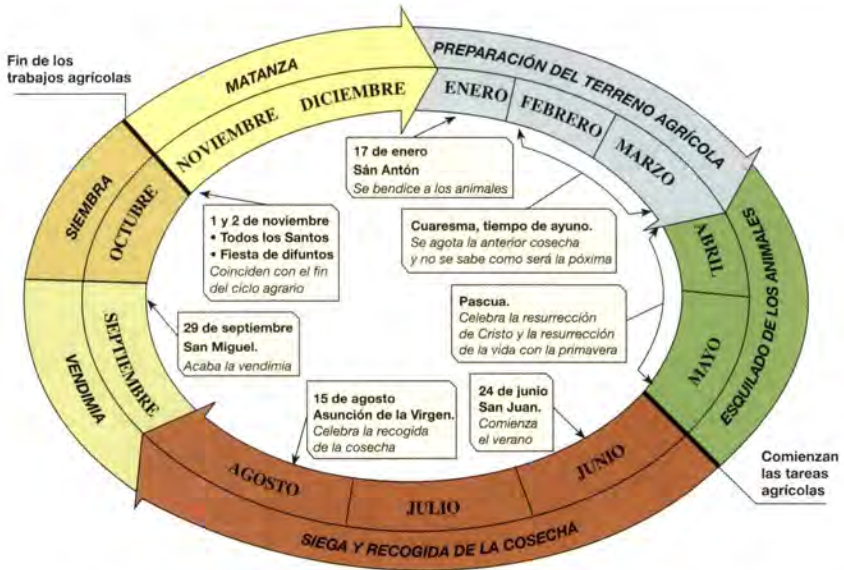 Fin de los
trabajos agrícolas
MATANZA
PREPARACIÓN DEL TERRENO AGRÍCOLA
NOVIEMBRE
DICIEMBRE
ENERO
FEBRERO
MARZO
SIEMBRA
OCTUBRE
17 de enero
Sán Antón
Se bendice a los animales
1 y 2 de noviembre
• Todos los Santos
• Fiesta de difuntos
Coinciden con el fin
del ciclo agrario
Cuaresma, tiempo de ayuno.
Se agota la anterior cosecha
y no se sabe como será la póxima
ABRIL
ESQUILADO DE LOS ANIMALES
MAYO
Pascua.
Celebra la resurrección
de Cristo y la resurrección
de la vida con la primavera
29 de septiembre
San Miguel.
Acaba la vendimia
SEPTIEMBRE
VENDIMIA
15 de agosto
Asunción de la Virgen.
Celebra la recogida
de la cosecha
24 de junio
San Juan.
Comienza
el verano
Comienzan
las tareas
agrícolas
AGOSTO
JULIO
JUNIO
SIEGA Y RECOGIDA DE LA COSECHA